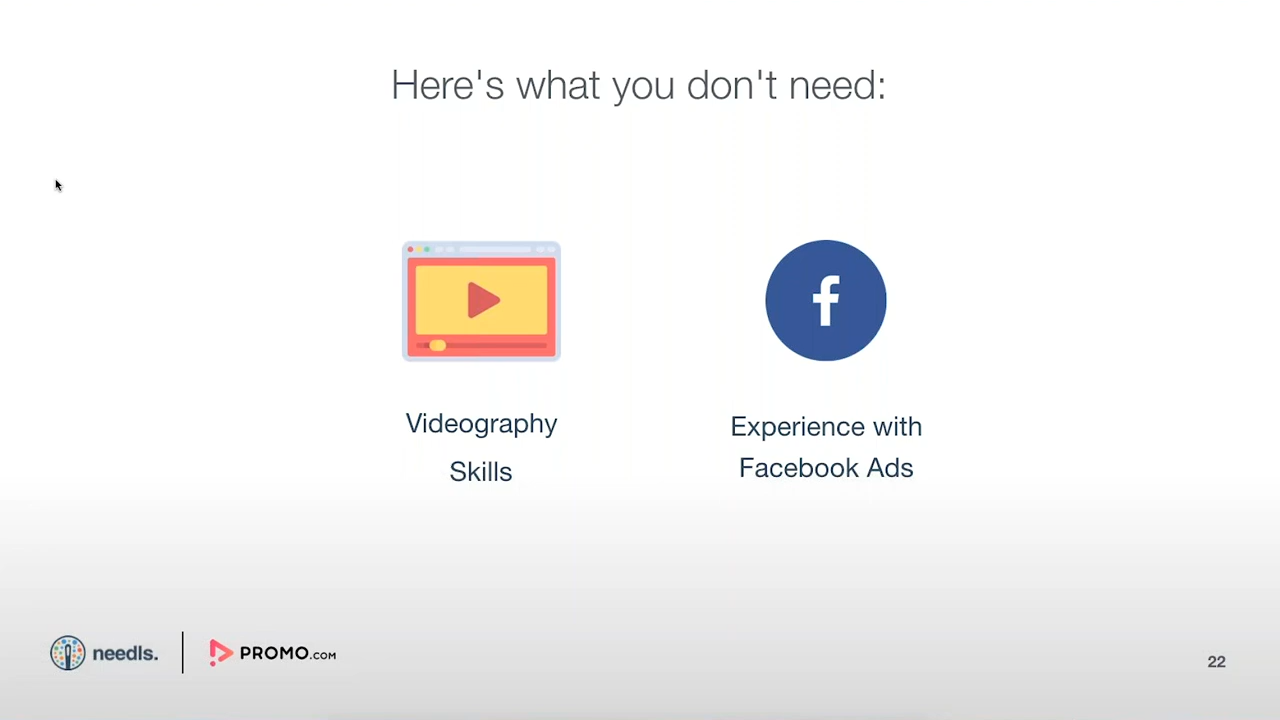 Here's what you don't need:
Videography
Skills
Experience with
Facebook Ads
needls.
PROMO.COM
22